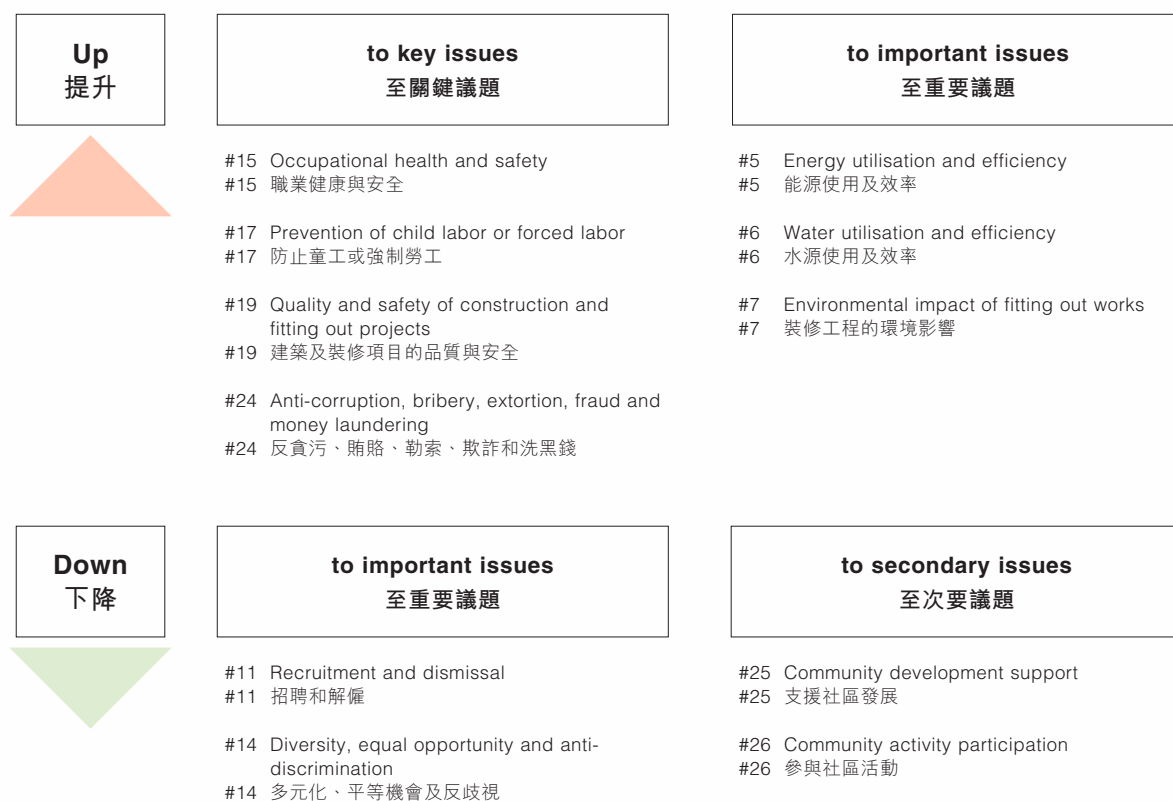 Up
提升
to key issues
至關鍵議題
to important issues
至重要議題
#15 Occupational health and safety
#15 職業健康與安全
#17 Prevention of child labor or forced labor
#17 防止童工或強制勞工
#19 Quality and safety of construction and
fitting out projects
#19 建築及裝修項目的品質與安全
#24 Anti-corruption, bribery, extortion, fraud and
money laundering
#24 反貪污、賄賂、勒索、欺詐和洗黑錢
#5 Energy utilisation and efficiency
#5 能源使用及效率
#6 Water utilisation and efficiency
#6 水源使用及效率
#7 Environmental impact of fitting out works
#7 裝修工程的環境影響
Down
下降
to important issues
至重要議題
to secondary issues
至次要議題
#11 Recruitment and dismissal
#11 招聘和解僱
#14 Diversity, equal opportunity and anti-
discrimination
#14 多元化、平等機會及反歧視
#25 Community development support
#25 支援社區發展
#26 Community activity participation
#26 參與社區活動